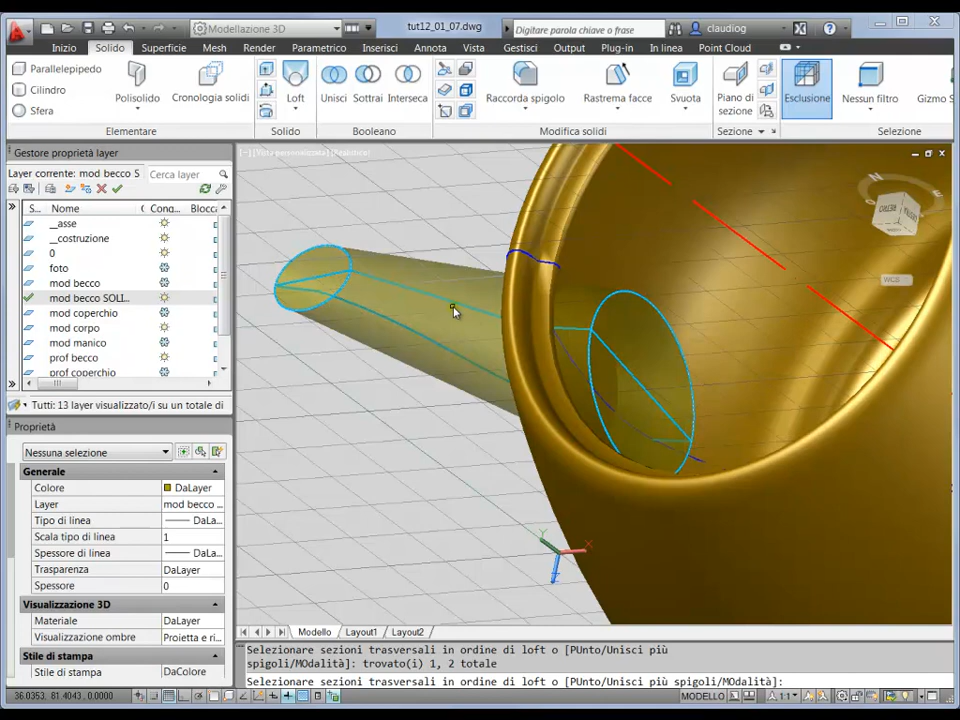 Modellazione 3D
tut12_01_07.dwg
Digitare parola chiave o frase
claudiog
Inizio Solido Superficie Mesh Render Parametrico Inserisci Annota Vista Gestisci Output Plug-in In linea Point Cloud
Parallelepipedo
Cilindro
Sfera
Polisolido
Cronologia solidi
Loft
Unisci Sottrai Interseca
Raccorda spigolo
Rastrema facce
Svuota
Piano di
sezione
Esclusione
Nessun filtro
Gizmo S
Elementare Solido Booleano Modifica solidi Sezione Selezione
Gestore proprietà layer
Layer corrente: mod becco S
Cerca layer
S... Nome Cong... Blocca
__asse
__costruzione
0
foto
mod becco
mod becco SOLI...
mod coperchio
mod corpo
mod manico
prof becco
prof coperchio
Tutti: 13 layer visualizzato/i su un totale di
Proprietà
Nessuna selezione
Generale
Colore DaLayer
Layer mod becco ...
Tipo di linea DaLa...
Scala tipo di linea 1
Spessore di linea DaLa...
Trasparenza DaLayer
Spessore 0
Visualizzazione 3D
Materiale DaLayer
Visualizzazione ombre Proietta e ri...
Stile di stampa
Stile di stampa DaColore
WCS
Y
X
Modello Layout1 Layout2
Selezionare sezioni trasversali in ordine di loft o [PUnto/Unisci più
spigoli/MOdalità]: trovato(i) 1, 2 totale
Selezionare sezioni trasversali in ordine di loft o [PUnto/Unisci più spigoli/MOdalità]:
36.0353, 81.4043, 0.0000
MODELLO
1:1